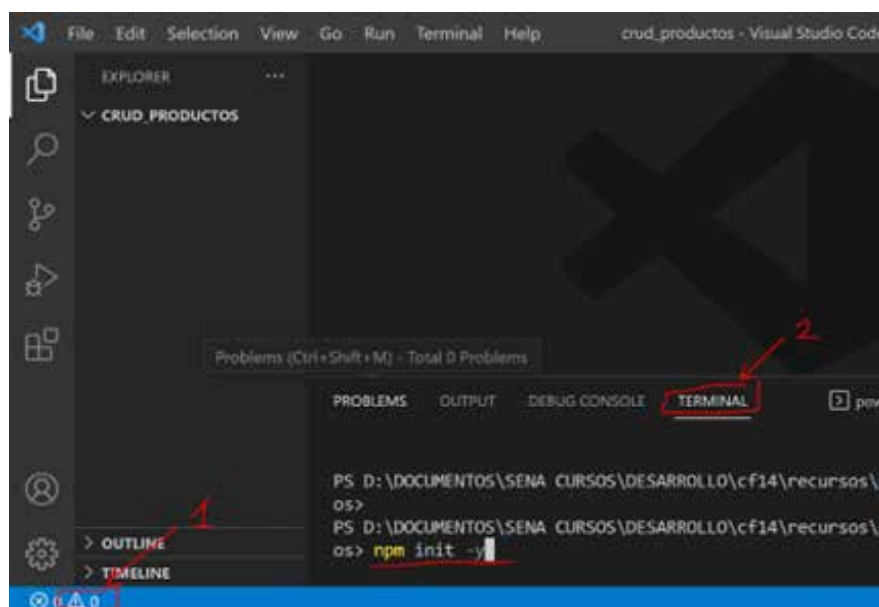 File Edit Selection View Go Run Terminal Help crud_productos - Visual Studio Code
EXPLORER ...
CRUD_PRODUCTOS
2
Problems (Ctrl+Shift+M) - Total 0 Problems
PROBLEMS OUTPUT DEBUG CONSOLE TERMINAL pow
PS D:\DOCUMENTOS\SENA CURSOS\DESARROLLO\cf14\recursos\
os>
1
PS D:\DOCUMENTOS\SENA CURSOS\DESARROLLO\cf14\recursos\
> OUTLINE
os> npm init -y
> TIMELINE
0 0